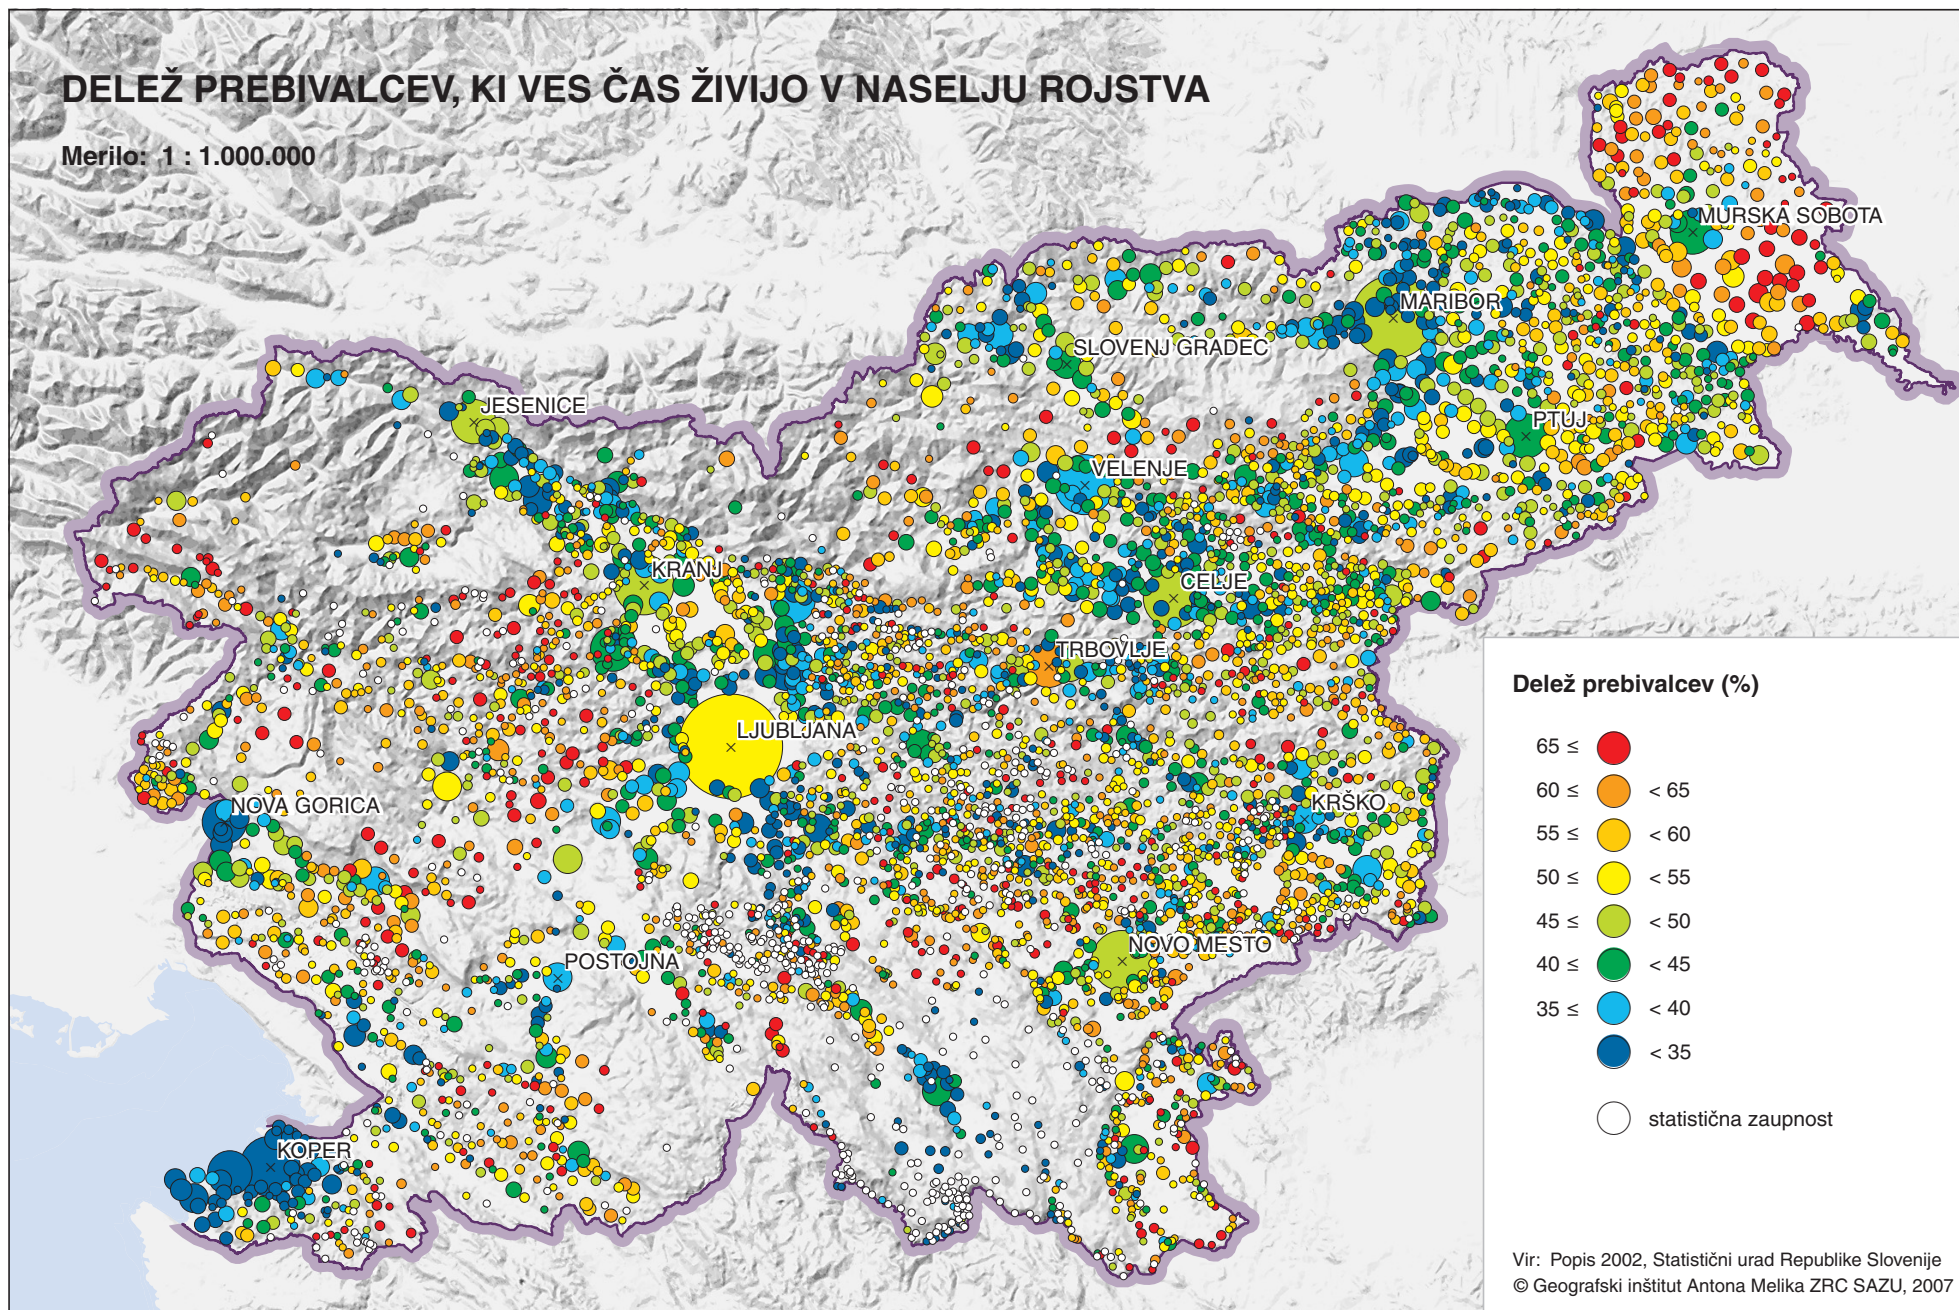 DELEŽ PREBIVALCEV, KI VES ČAS ŽIVIJO V NASELJU ROJSTVA
Merilo: 1 : 1.000.000
MURSKA SOBOTA
MARIBOR
SLOVENJ GRADEC
JESENICE
PTUJ
VELENJE
KRANJ
CELJE
TRBOVLJE
LJUBLJANA
NOVA GORICA
KRŠKO
NOVO MESTO
POSTOJNA
KOPER
Delež prebivalcev (%)
65 ≤
60 ≤ < 65
55 ≤ < 60
50 ≤ < 55
45 ≤ < 50
40 ≤ < 45
35 ≤ < 40
< 35
statistična zaupnost
Vir: Popis 2002, Statistični urad Republike Slovenije
© Geografski inštitut Antona Melika ZRC SAZU, 2007